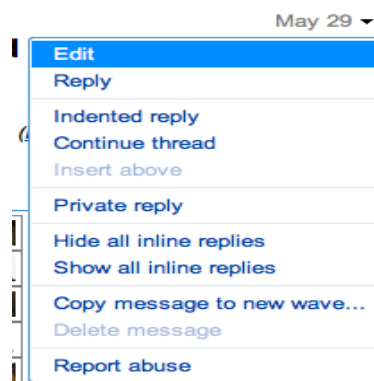 May 29
Edit
Reply
Indented reply
Continue thread
Insert above
Private reply
Hide all inline replies
Show all inline replies
Copy message to new wave...
Delete message
Report abuse